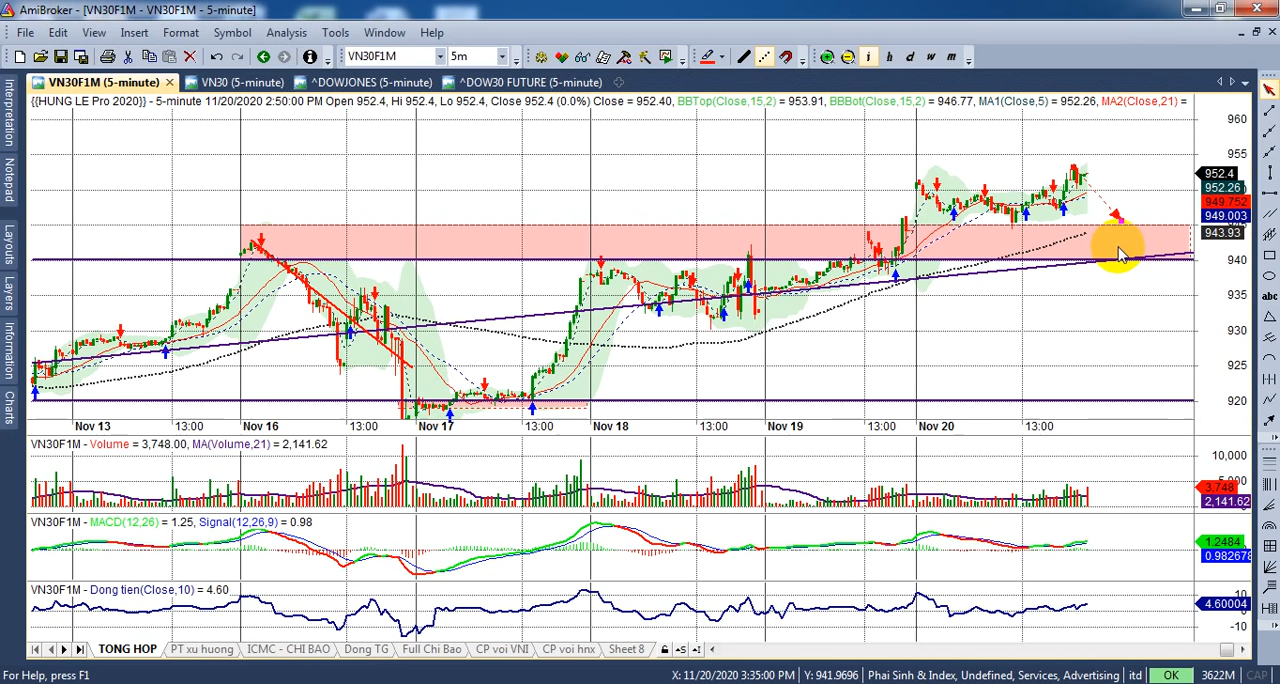 AmiBroker - [VN30F1M - VN30F1M - 5-minute]
File Edit View Insert Format Symbol Analysis Tools Window Help
VN30F1M 5m i h d w m
VN30F1M (5-minute) VN30 (5-minute) ^DOWJONES (5-minute) ^DOW30 FUTURE (5-minute)
{{HUNG LE Pro 2020}} - 5-minute 11/20/2020 2:50:00 PM Open 952.4, Hi 952.4, Lo 952.4, Close 952.4 (0.0%) Close = 952.40, BBTop(Close,15,2) = 953.91, BBBot(Close,15,2) = 946.77, MA1(Close,5) = 952.26, MA2(Close,21) =
Interpretation
Notepad
Layouts
Layers
Information
Charts
960
955
952.4
952.26
949.752
949.003
943.93
940
935
930
925
920
Nov 13 13:00 Nov 16 13:00 Nov 17 13:00 Nov 18 13:00 Nov 19 13:00 Nov 20 13:00
abc
VN30F1M - Volume = 3,748.00, MA(Volume,21) = 2,141.62
10,000
3,748
2,141.62
VN30F1M - MACD(12,26) = 1.25, Signal(12,26,9) = 0.98
1.2484
0.982678
VN30F1M - Dong tien(Close,10) = 4.60
10
4.60004
-10
TONG HOP PT xu huong ICMC - CHI BAO Dong TG Full Chi Bao CP voi VNI CP voi hnx Sheet 8
For Help, press F1 X: 11/20/2020 3:35:00 PM Y: 941.9696 Phai Sinh & Index, Undefined, Services, Advertising itd OK 3622M CAP